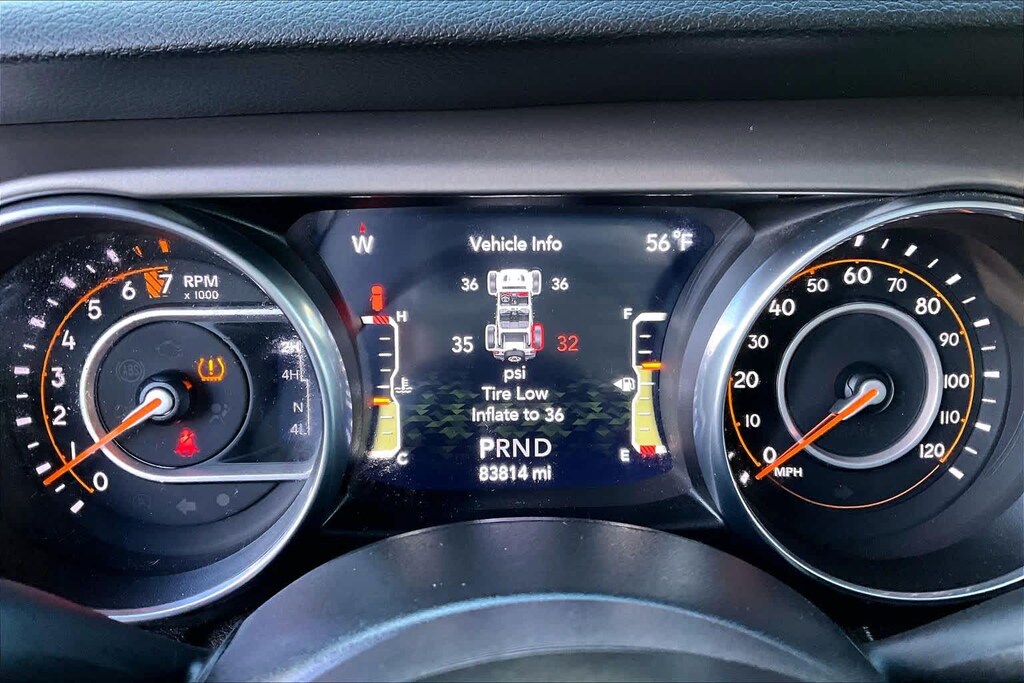 W Vehicle Info 56°F
36 36
35 32
psi
Tire Low
Inflate to 36
PRND
83814 mi
H
C
F
E
RPM
x 1000
0 1 2 3 4 5 6 7
4H
N
0 10 20 30 40 50 60 70 80 90 100 110 120
MPH